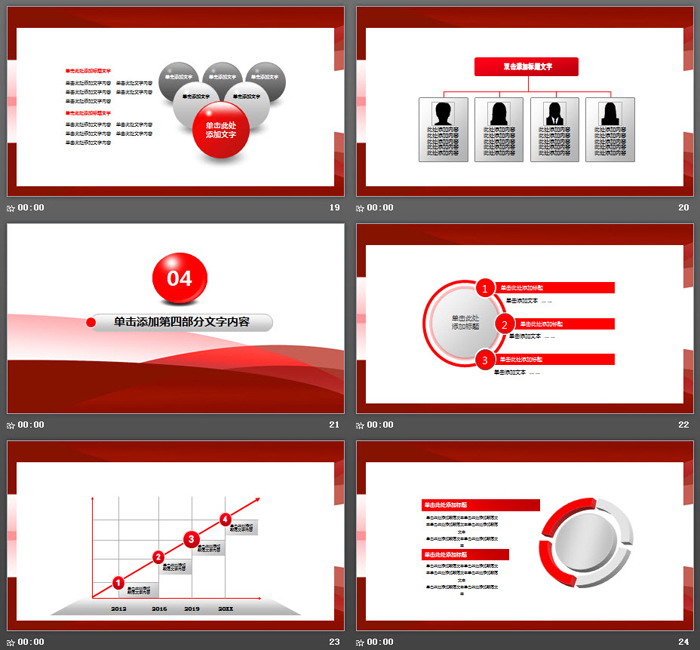 单击此处添加标题文字
单击此处添加文字内容 单击此处添加文字内容
单击此处添加文字内容 单击此处添加文字内容
单击此处添加文字内容
单击此处添加标题文字
单击此处添加文字内容 单击此处添加文字内容
单击此处添加文字内容 单击此处添加文字内容
单击此处添加文字内容
单击添加文字 单击添加文字 单击添加文字
单击添加文字 单击添加文字
单击此处
添加文字
00:00 19
双击添加标题文字
此处添加内容 此处添加内容 此处添加内容 此处添加内容
此处添加内容 此处添加内容 此处添加内容 此处添加内容
此处添加内容 此处添加内容 此处添加内容 此处添加内容
此处添加内容 此处添加内容 此处添加内容 此处添加内容
00:00 20
04
单击添加第四部分文字内容
00:00 21
单击此处
添加标题
1 单击此处添加标题
单击添加文本 … …
2 单击此处添加标题
单击添加文本 … …
3 单击此处添加标题
单击添加文本 … …
00:00 22
4
3
2
1
2012 2016 2019 20XX
00:00 23
单击此处添加标题
单击此处添加标题
00:00 24